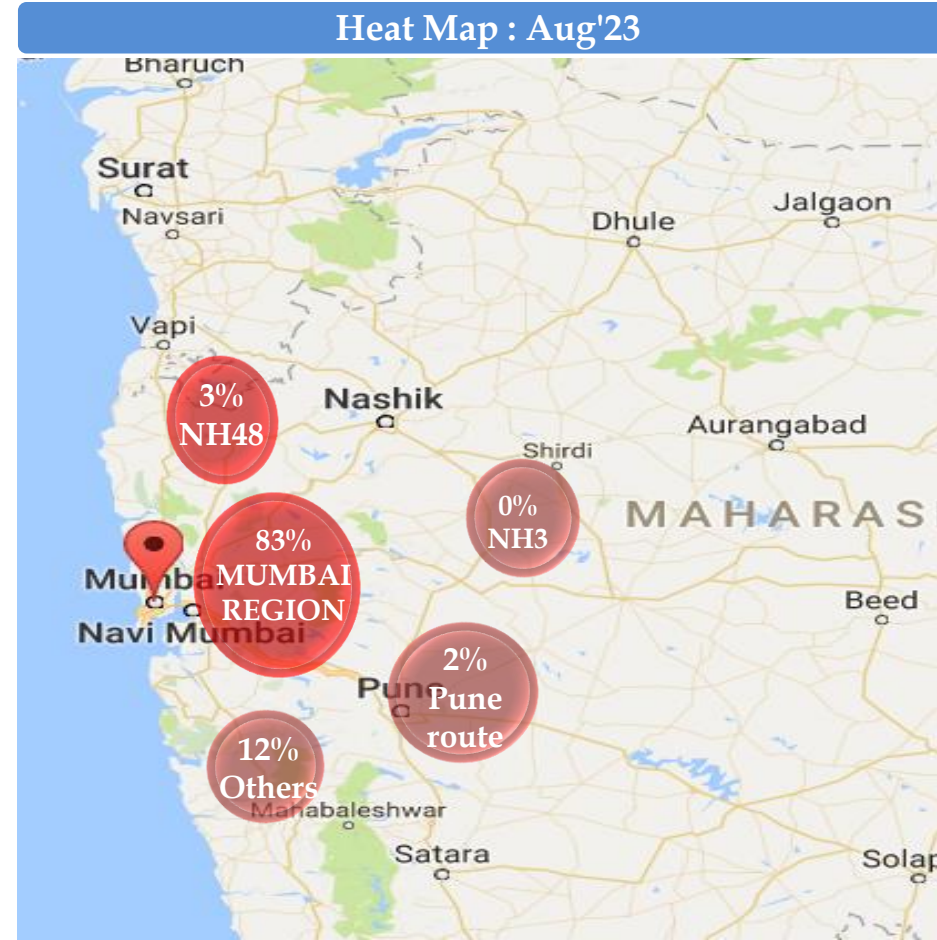 Heat Map : Aug'23
Bharuch
Surat
Navsari
Dhule
Jalgaon
Vapi
3%
NH48
Nashik
Aurangabad
Shirdi
0%
NH3
MAHARAS
83%
MUMBAI
REGION
Mumbai
Navi Mumbai
Beed
2%
Pune
route
Pune
12%
Others
Mahabaleshwar
Satara
Solap